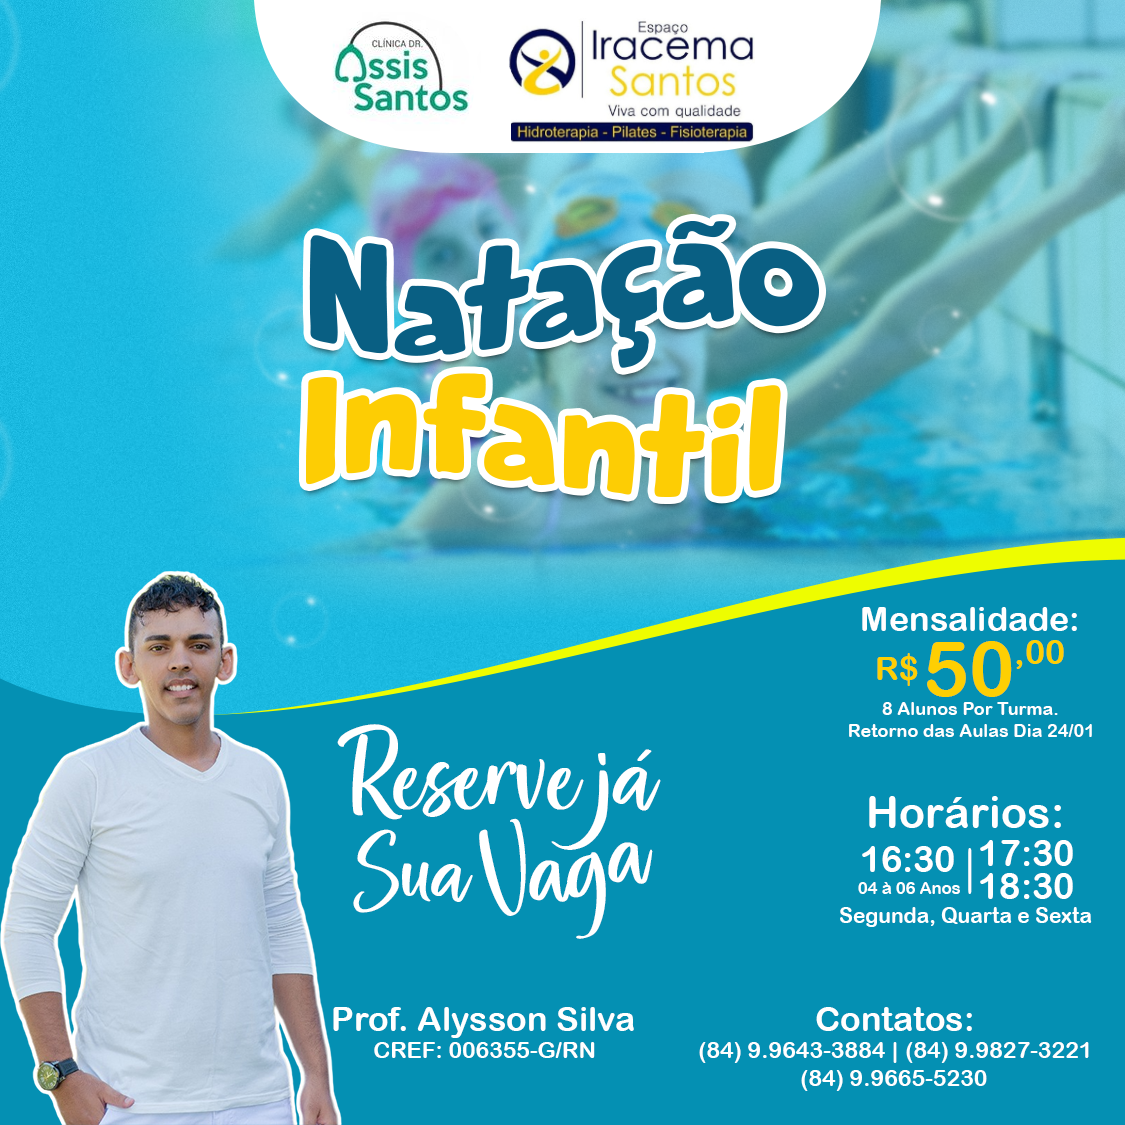 CLÍNICA DR.
Assis
Santos
Espaço
Iracema
Santos
Viva com qualidade
Hidroterapia - Pilates - Fisioterapia
Natação
Infantil
Mensalidade:
R$ 50,00
8 Alunos Por Turma.
Retorno das Aulas Dia 24/01
Reserve já
Sua Vaga
Horários:
16:30 | 17:30
04 à 06 Anos | 18:30
Segunda, Quarta e Sexta
Prof. Alysson Silva
CREF: 006355-G/RN
Contatos:
(84) 9.9643-3884 | (84) 9.9827-3221
(84) 9.9665-5230